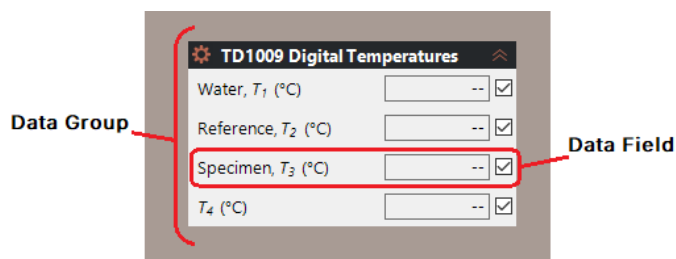 TD1009 Digital Temperatures
Water, T₁ (°C) --
Data Group
Reference, T₂ (°C) --
Data Field
Specimen, T₃ (°C) --
T₄ (°C) --